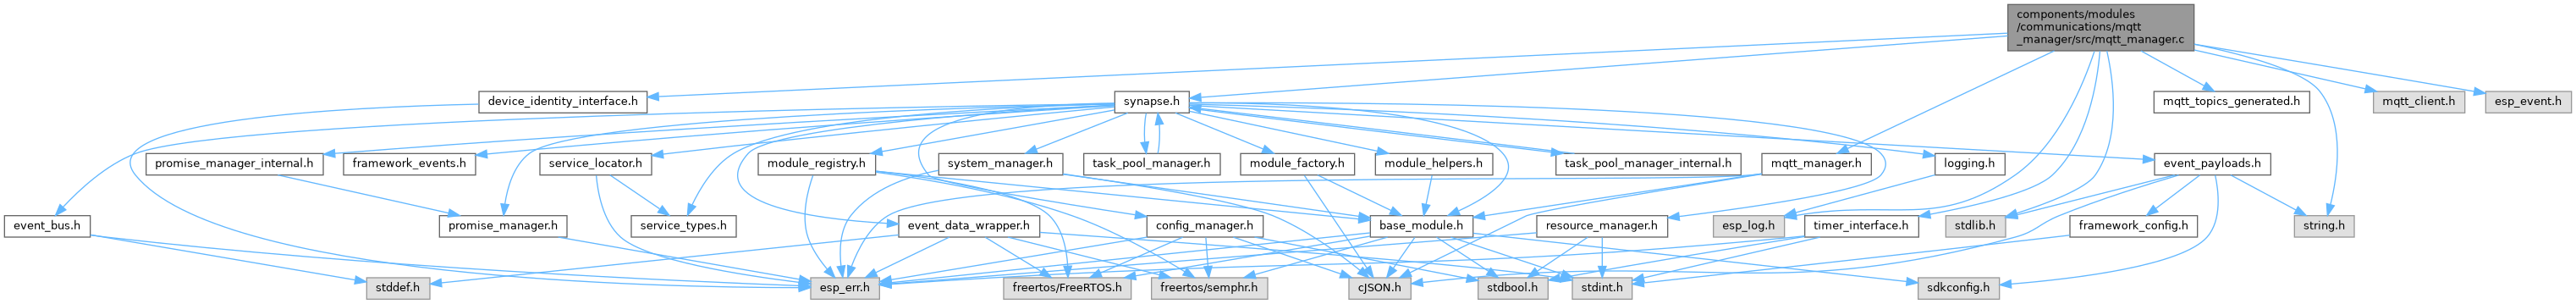 components/modules
/communications/mqtt
_manager/src/mqtt_manager.c
device_identity_interface.h
synapse.h
mqtt_topics_generated.h
mqtt_client.h
esp_event.h
promise_manager_internal.h
framework_events.h
service_locator.h
module_registry.h
system_manager.h
task_pool_manager.h
module_factory.h
module_helpers.h
task_pool_manager_internal.h
mqtt_manager.h
logging.h
event_payloads.h
event_bus.h
promise_manager.h
service_types.h
event_data_wrapper.h
config_manager.h
base_module.h
resource_manager.h
esp_log.h
timer_interface.h
stdlib.h
framework_config.h
string.h
stddef.h
esp_err.h
freertos/FreeRTOS.h
freertos/semphr.h
cJSON.h
stdbool.h
stdint.h
sdkconfig.h